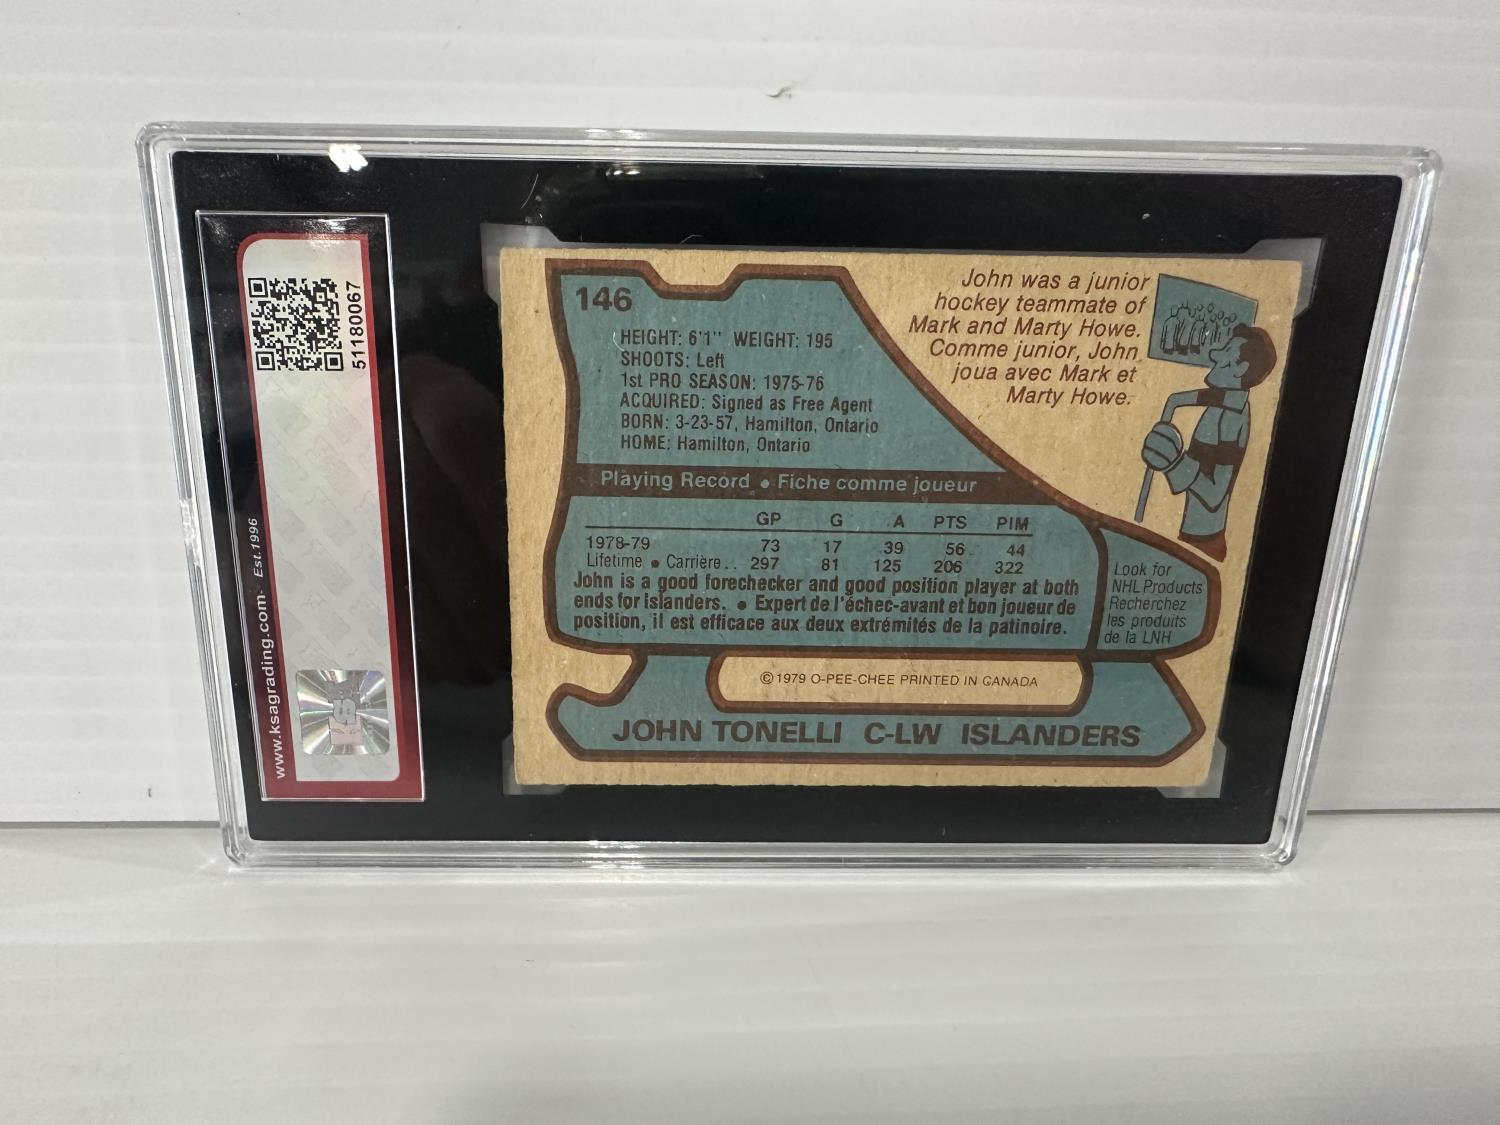 51180067
www.ksagrading.com· Est.1996
KSA
146
HEIGHT: 6'1" WEIGHT: 195
SHOOTS: Left
1st PRO SEASON: 1975-76
ACQUIRED: Signed as Free Agent
BORN: 3-23-57, Hamilton, Ontario
HOME: Hamilton, Ontario
John was a junior
hockey teammate of
Mark and Marty Howe.
Comme junior, John
joua avec Mark et
Marty Howe.
Playing Record • Fiche comme joueur
GP G A PTS PIM
1978-79 73 17 39 56 44
Lifetime • Carrière.. 297 81 125 206 322
John is a good forechecker and good position player at both
ends for Islanders. • Expert de l'échec-avant et bon joueur de
position, il est efficace aux deux extrémités de la patinoire.
Look for
NHL Products
Recherchez
les produits
de la LNH
©1979 O-PEE-CHEE PRINTED IN CANADA
JOHN TONELLI C-LW ISLANDERS